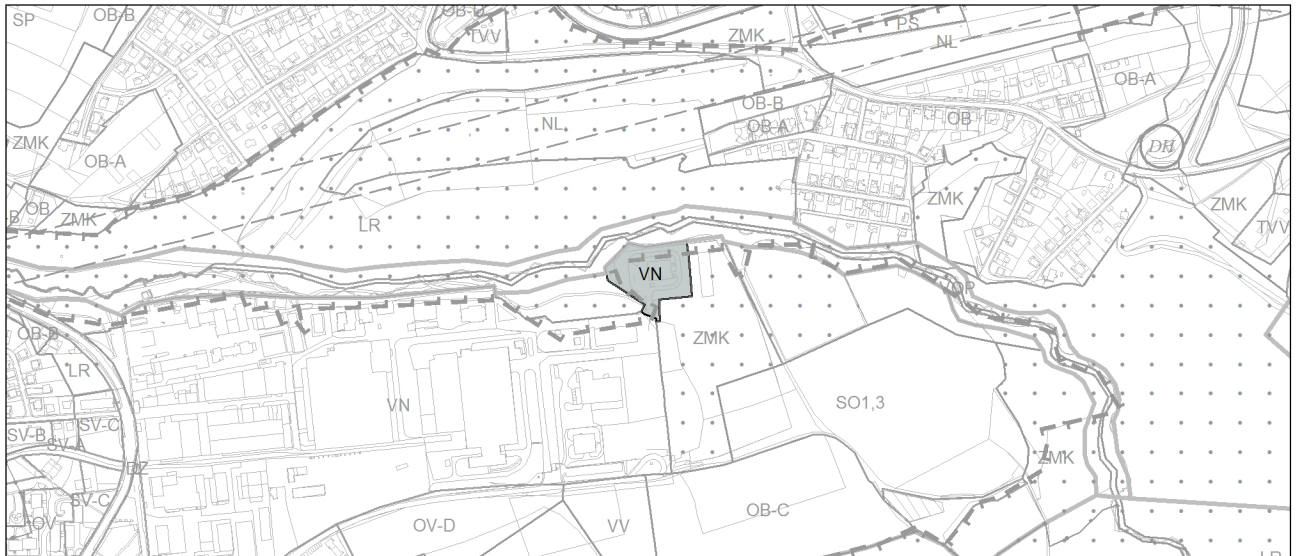 SP
OB-B
OB-D
TVV
ZMK
PS
NL
OB-A
OB-B
OB-A
OB
NL
DH
ZMK
OB-A
ZMK
ZMK
TVV
OB
ZMK
LR
VN
ÚOP
ZMK
OB-B
LR
VN
SO1,3
SV-B
SV-C
SV-A
DZ
ZMK
SV-C
OV
OV-D
VV
OB-C
LR